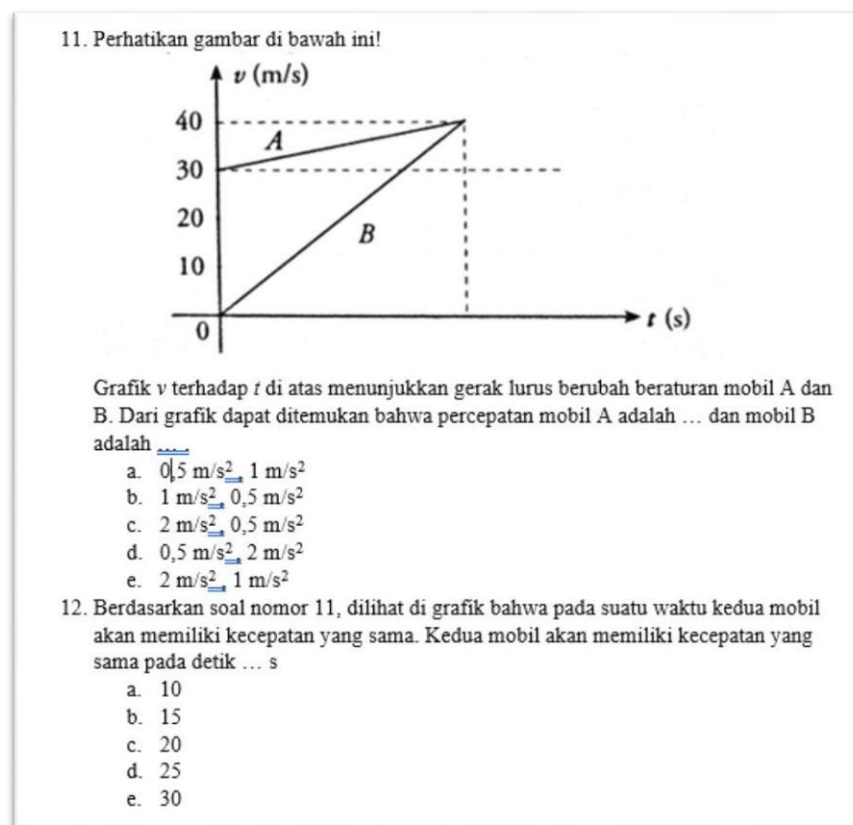 11. Perhatikan gambar di bawah ini!
v (m/s)
40
A
30
20
B
10
t (s)
0
Grafik v terhadap t di atas menunjukkan gerak lurus berubah beraturan mobil A dan
B. Dari grafik dapat ditemukan bahwa percepatan mobil A adalah … dan mobil B
adalah … .
a. 0,5 m/s², 1 m/s²
b. 1 m/s², 0,5 m/s²
c. 2 m/s², 0,5 m/s²
d. 0,5 m/s², 2 m/s²
e. 2 m/s², 1 m/s²
12. Berdasarkan soal nomor 11, dilihat di grafik bahwa pada suatu waktu kedua mobil
akan memiliki kecepatan yang sama. Kedua mobil akan memiliki kecepatan yang
sama pada detik … s
a. 10
b. 15
c. 20
d. 25
e. 30